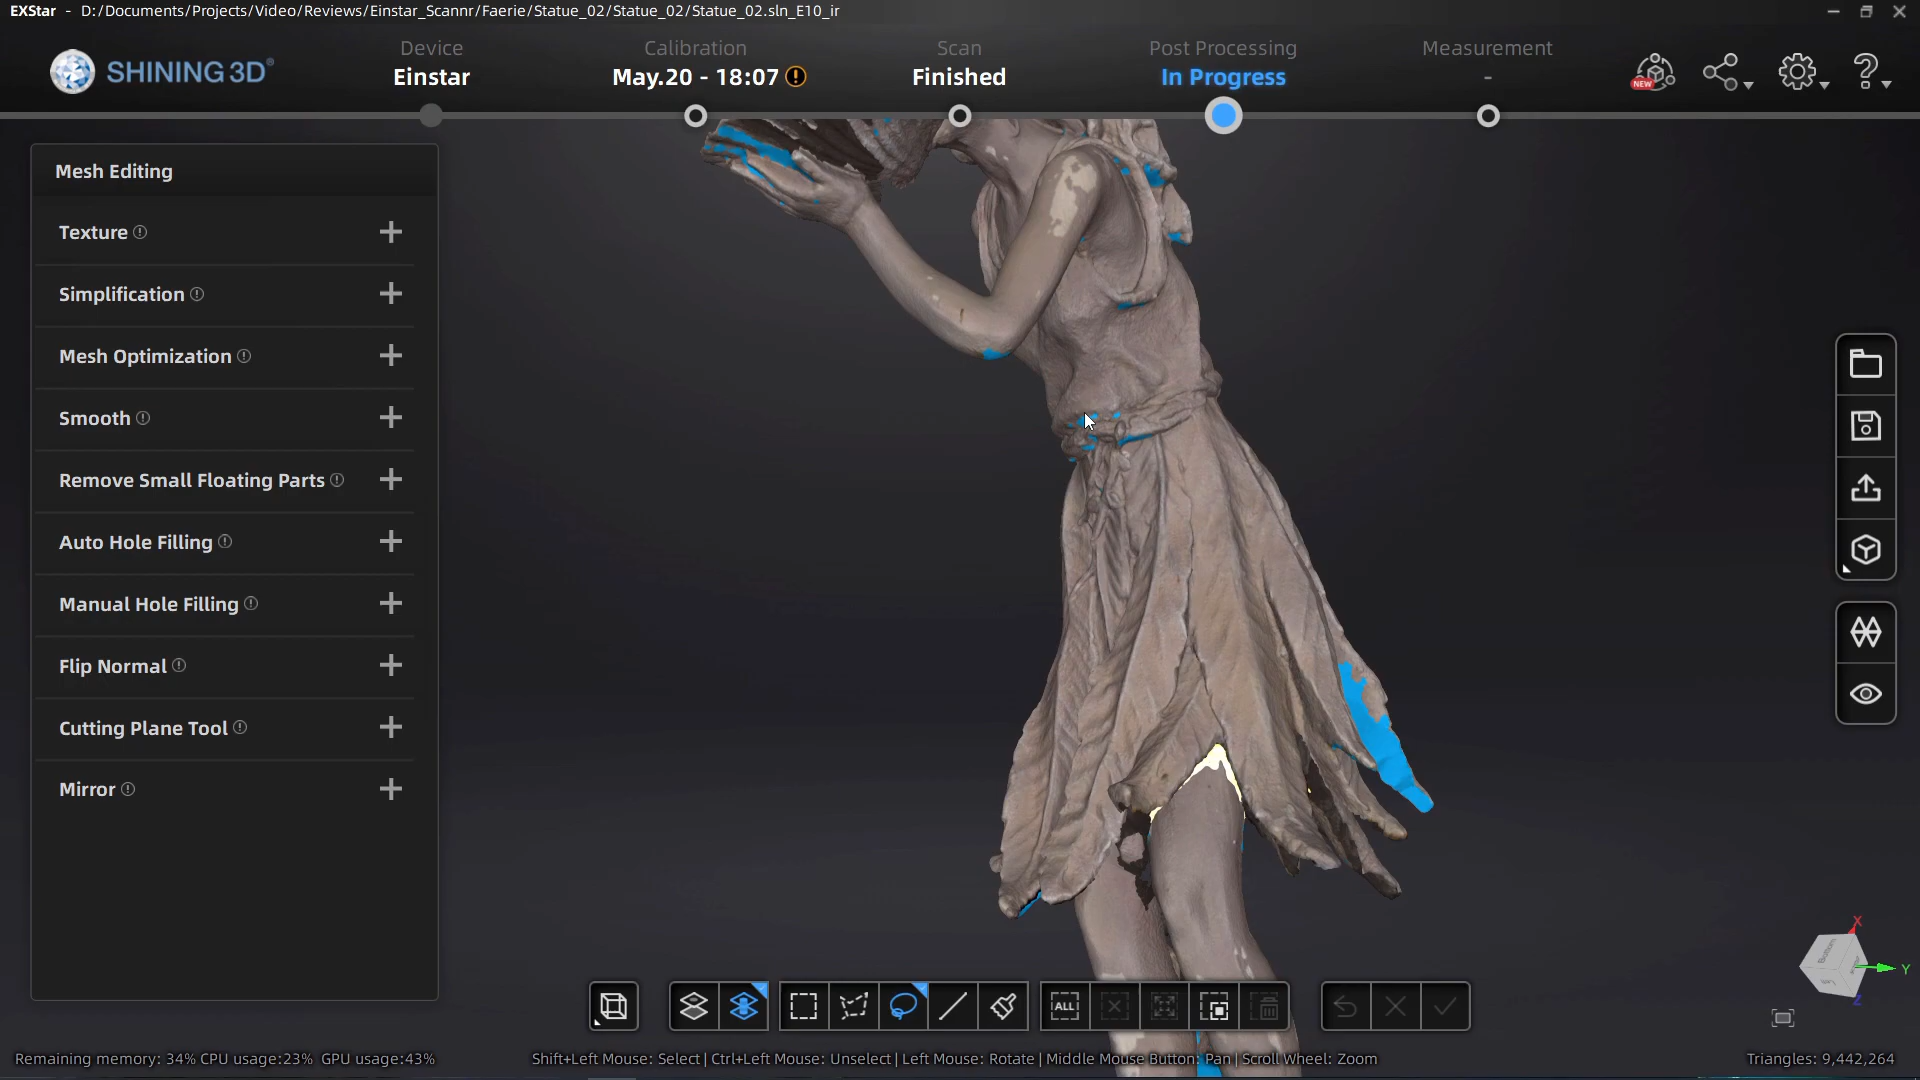 EXStar - D:/Documents/Projects/Video/Reviews/Einstar_Scannr/Faerie/Statue_02/Statue_02/Statue_02.sln_E10_ir
SHINING 3D®
Device
Einstar
Calibration
May.20 - 18:07
Scan
Finished
Post Processing
In Progress
Measurement
-
NEW
Mesh Editing
Texture
Simplification
Mesh Optimization
Smooth
Remove Small Floating Parts
Auto Hole Filling
Manual Hole Filling
Flip Normal
Cutting Plane Tool
Mirror
ALL
X
Y
Z
Bottom
Remaining memory: 34% CPU usage:23% GPU usage:43%
Shift+Left Mouse: Select | Ctrl+Left Mouse: Unselect | Left Mouse: Rotate | Middle Mouse Button: Pan | Scroll Wheel: Zoom
Triangles: 9,442,264